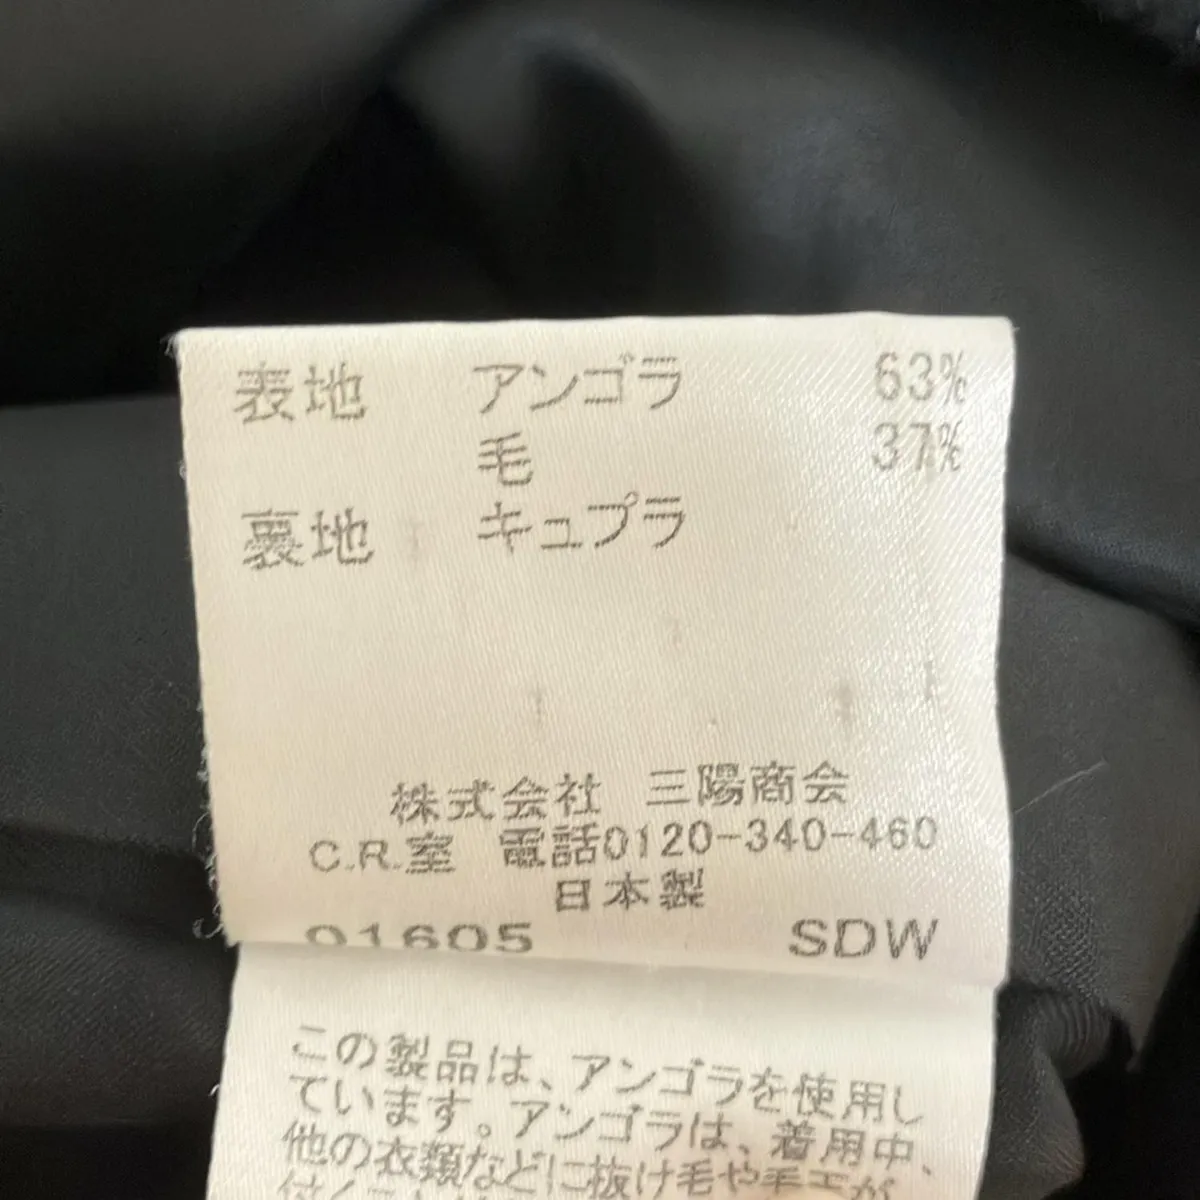 表地 アンゴラ 63%
毛 37%
裏地 キュプラ
株式会社 三陽商会
C.R.室 電話0120-340-460
日本製
01605 SDW
この製品は、アンゴラを使用し
ています。アンゴラは、着用中、
他の衣類などに抜け毛や毛玉が
付くこと